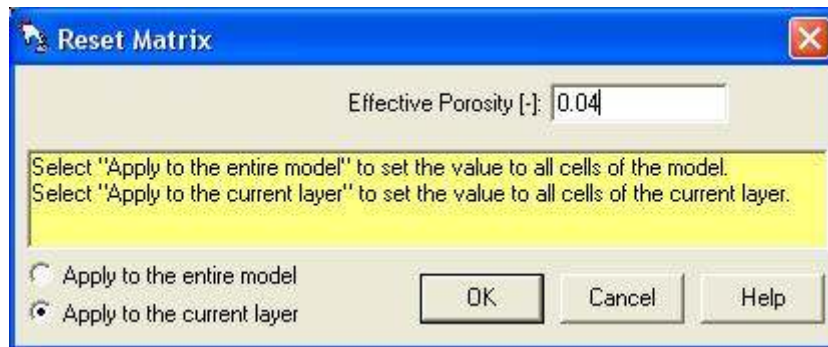 Reset Matrix
Effective Porosity [-]: 0.04
Select "Apply to the entire model" to set the value to all cells of the model.
Select "Apply to the current layer" to set the value to all cells of the current layer.
Apply to the entire model
Apply to the current layer
OK Cancel Help